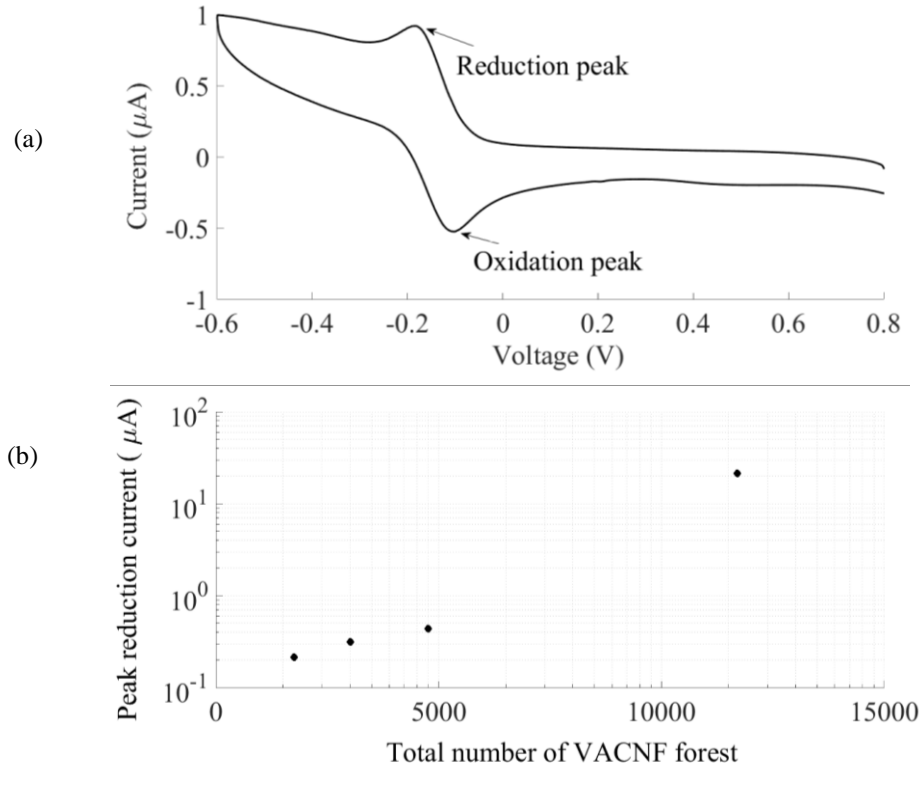 (a)
Current (μA)
1
0.5
0
-0.5
-1
Reduction peak
Oxidation peak
-0.6 -0.4 -0.2 0 0.2 0.4 0.6 0.8
Voltage (V)
(b)
Peak reduction current ( μA)
10²
10¹
10⁰
10⁻¹
0 5000 10000 15000
Total number of VACNF forest